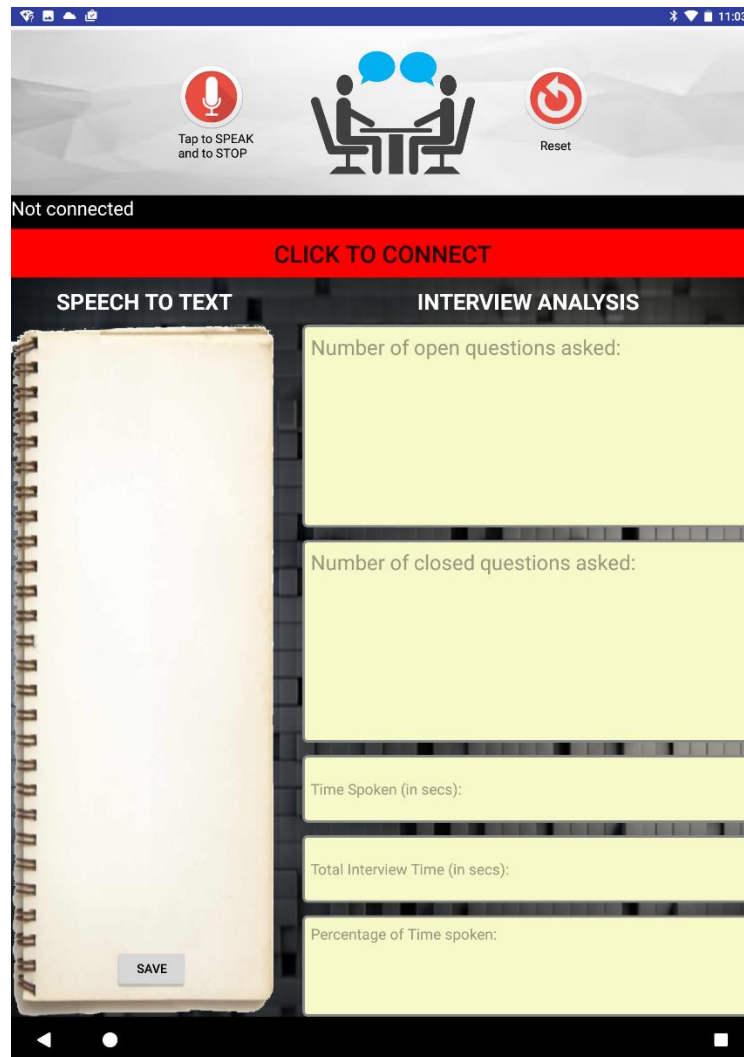 11:03
Tap to SPEAK
and to STOP
Reset
Not connected
CLICK TO CONNECT
SPEECH TO TEXT
INTERVIEW ANALYSIS
Number of open questions asked:
Number of closed questions asked:
Time Spoken (in secs):
Total Interview Time (in secs):
Percentage of Time spoken:
SAVE